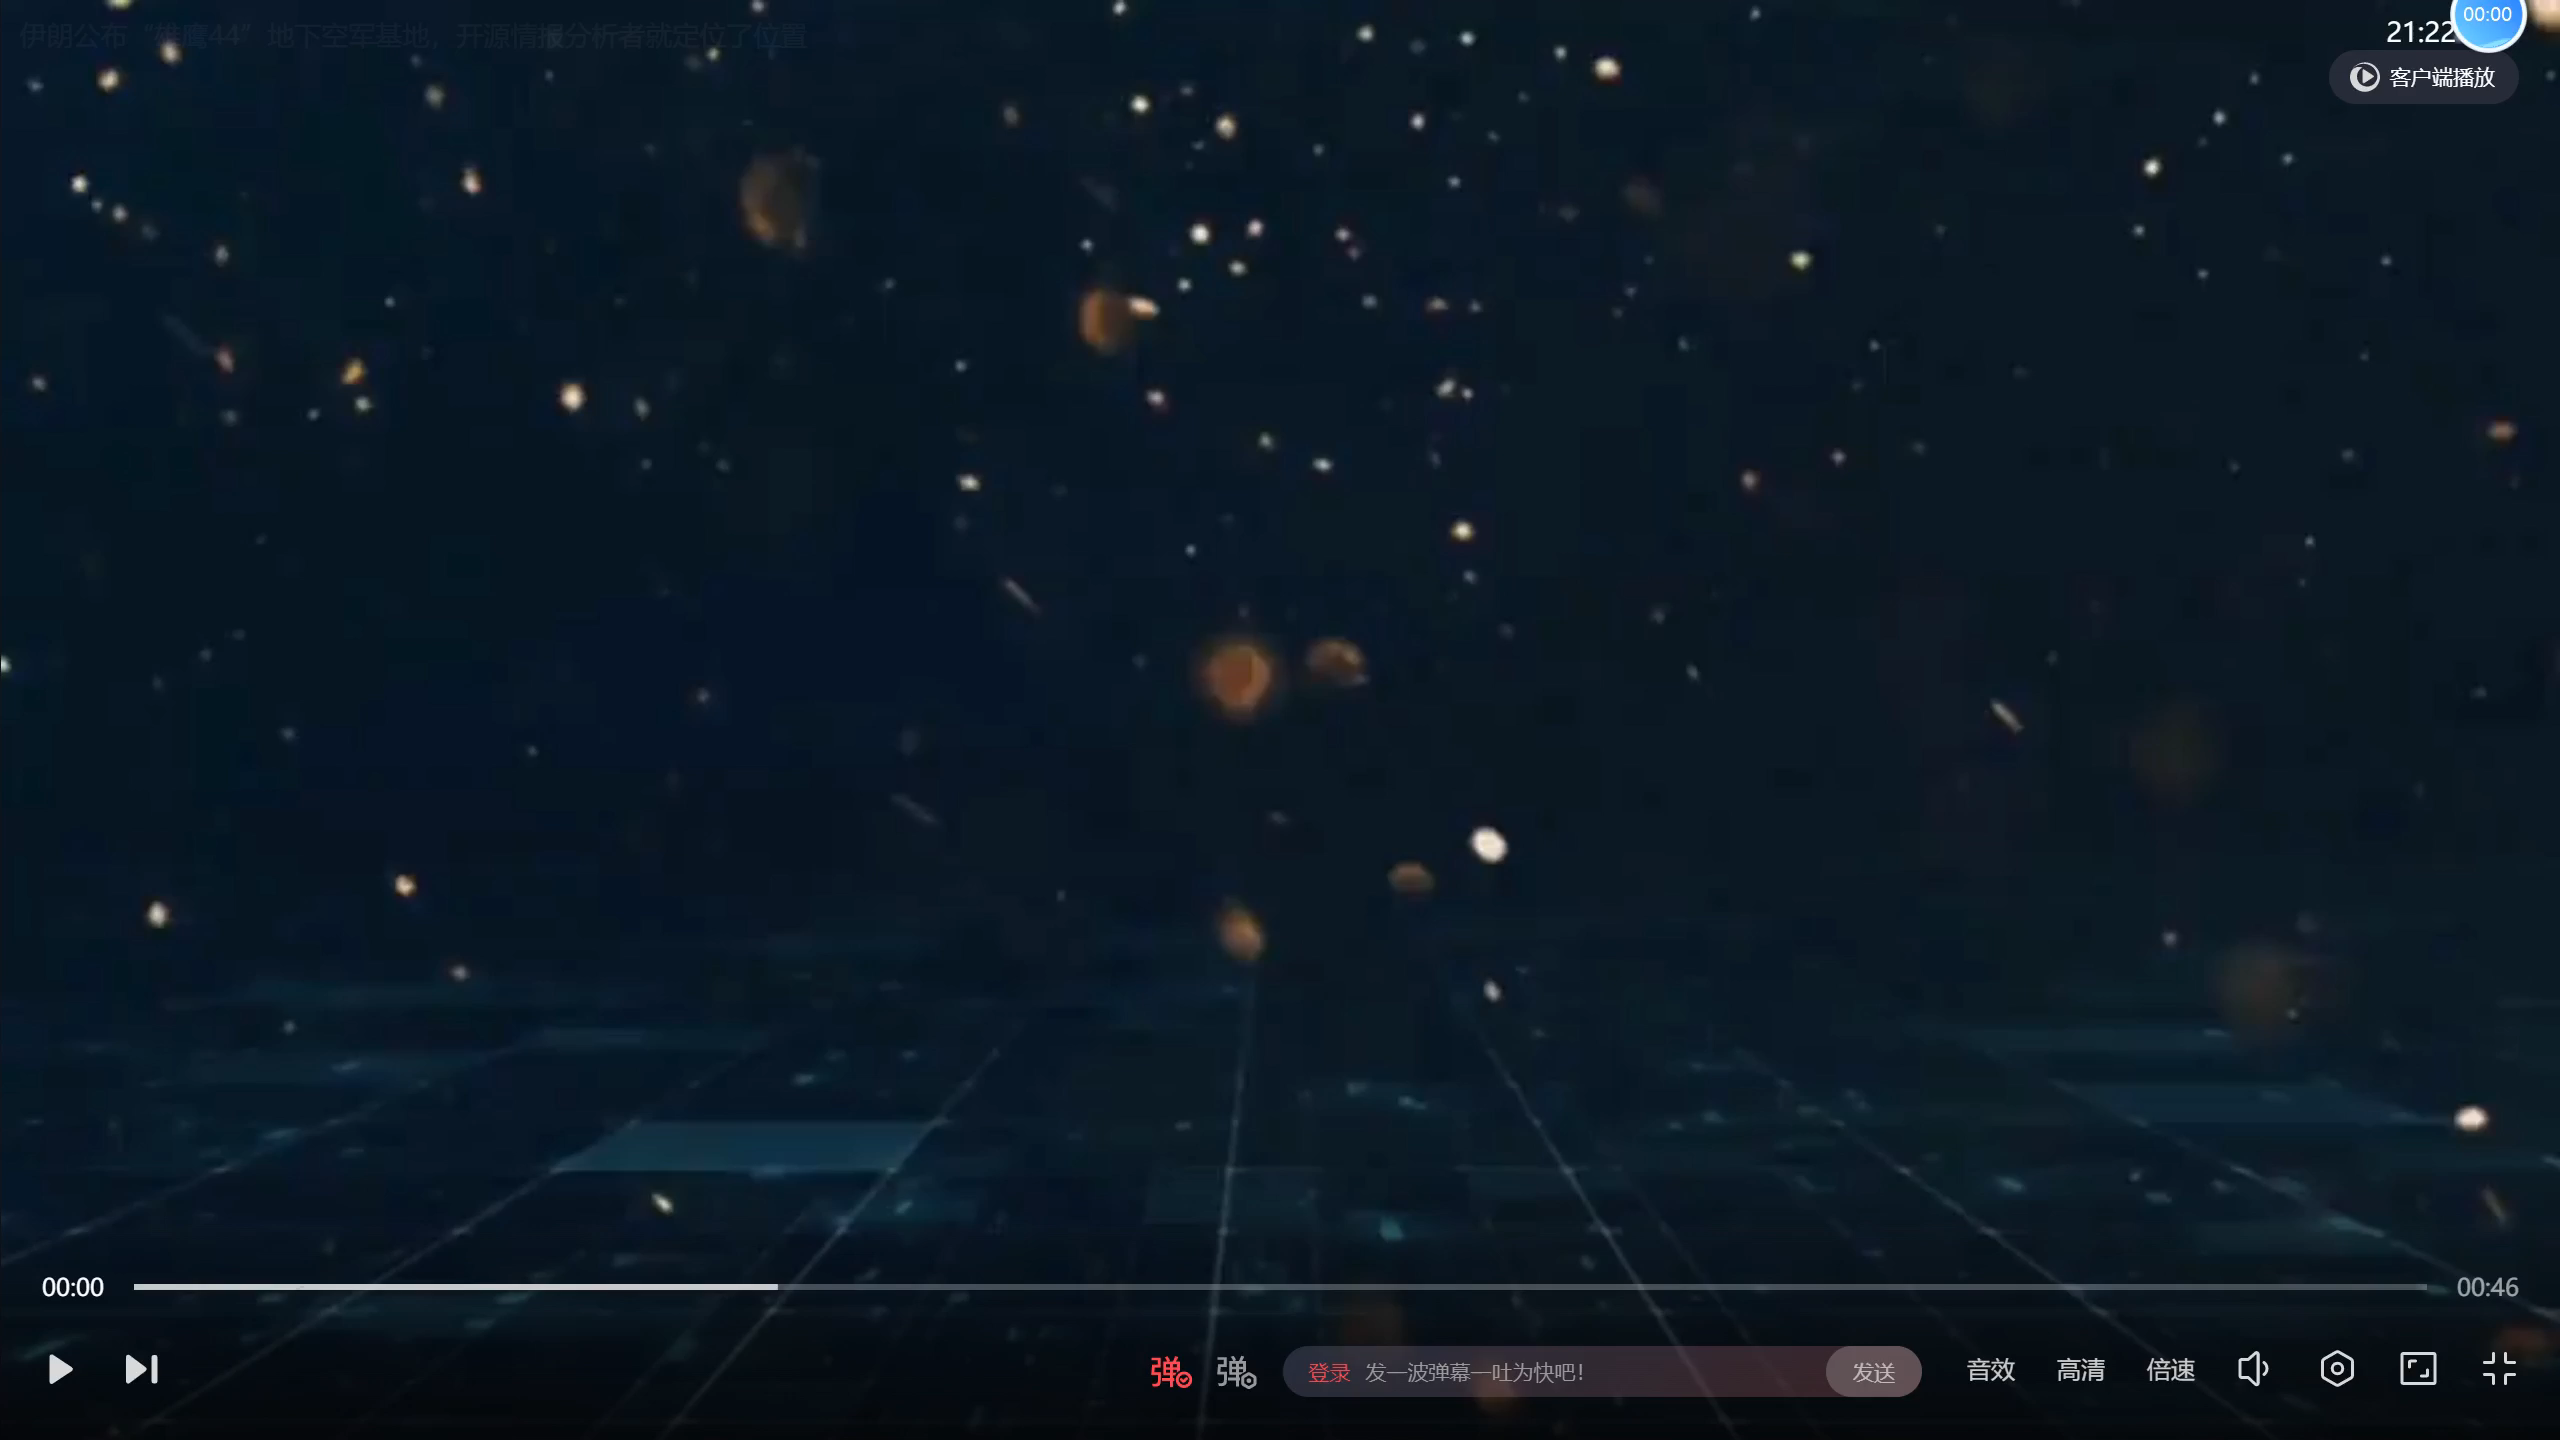 伊朗公布“雄鹰44”地下空军基地，开源情报分析者就定位了位置
21:22
00:00
客户端播放
00:00
00:46
弹
弹
登录 发一波弹幕一吐为快吧!
发送
音效
高清
倍速